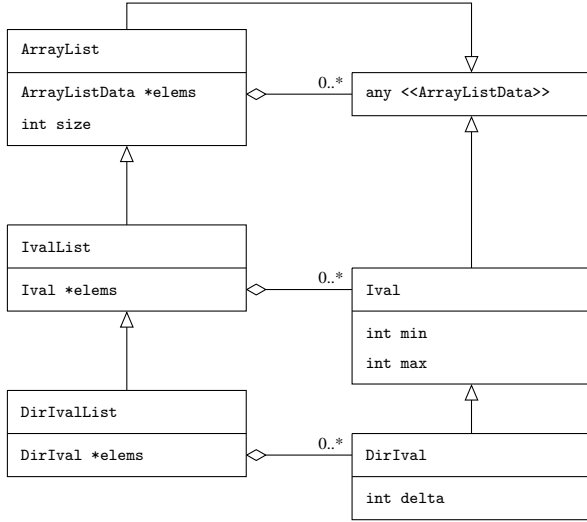 ArrayList
ArrayListData *elems
int size
0..*
any <<ArrayListData>>
IvalList
Ival *elems
0..*
Ival
int min
int max
DirIvalList
DirIval *elems
0..*
DirIval
int delta